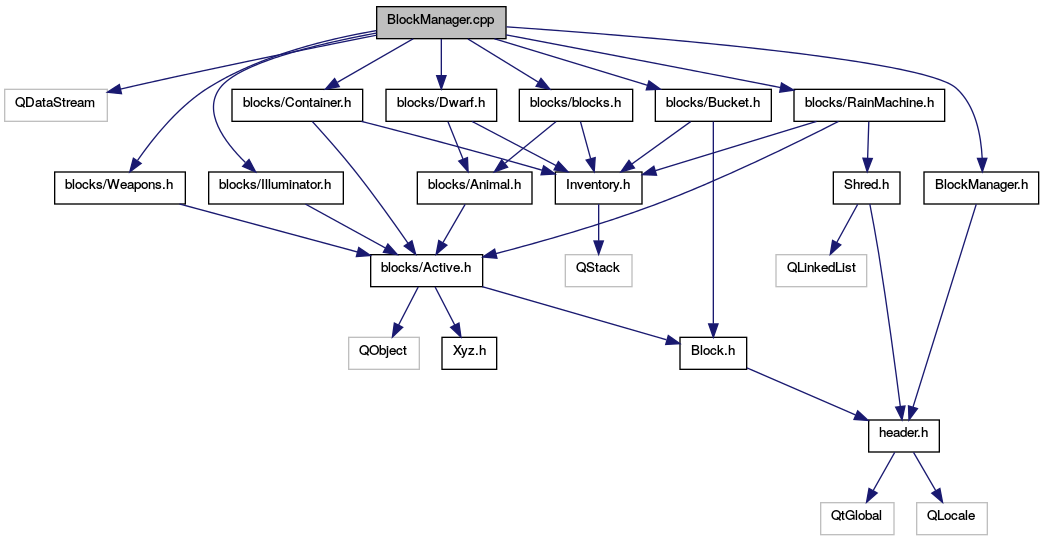 BlockManager.cpp
QDataStream
blocks/Container.h
blocks/Dwarf.h
blocks/blocks.h
blocks/Bucket.h
blocks/RainMachine.h
blocks/Weapons.h
blocks/Illuminator.h
blocks/Animal.h
Inventory.h
Shred.h
BlockManager.h
blocks/Active.h
QStack
QLinkedList
QObject
Xyz.h
Block.h
header.h
QtGlobal
QLocale